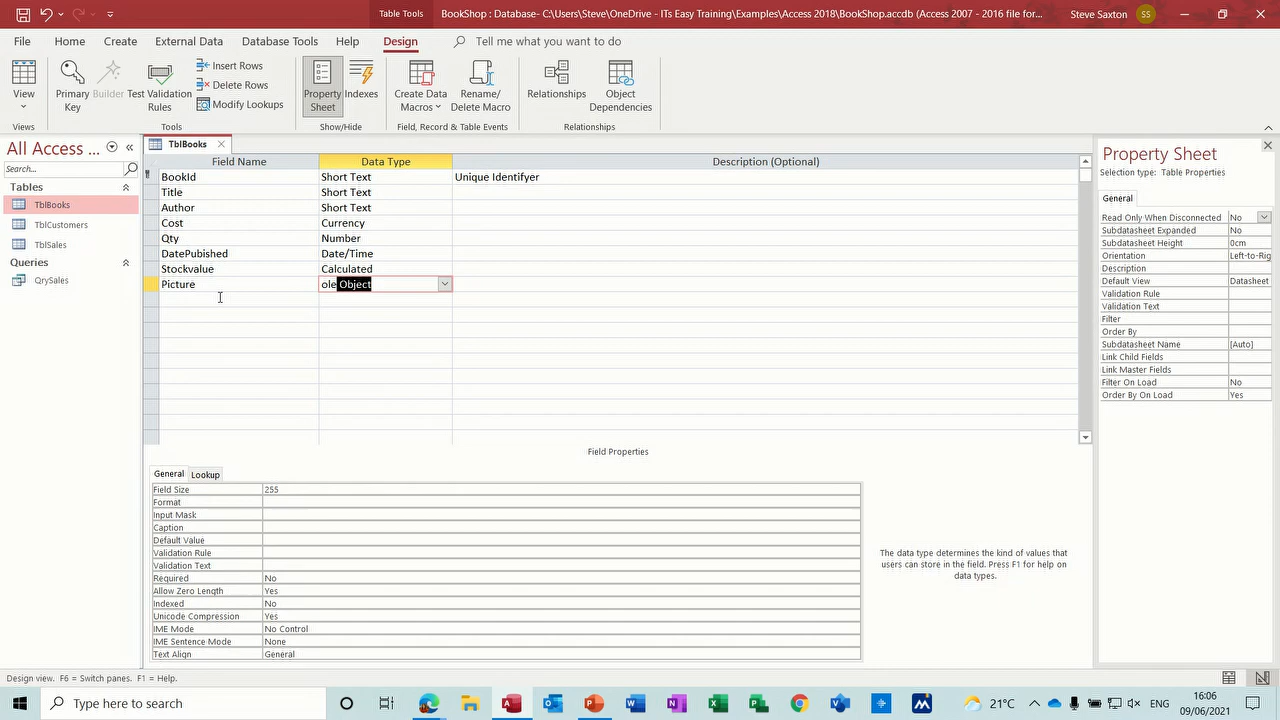 Table Tools
BookShop : Database- C:\Users\Steve\OneDrive - ITs Easy Training\Examples\Access 2018\BookShop.accdb (Access 2007 - 2016 file for...
Steve Saxton
SS
File
Home
Create
External Data
Database Tools
Help
Design
Tell me what you want to do
View
Primary Key
Builder
Test Validation Rules
Insert Rows
Delete Rows
Modify Lookups
Property Sheet
Indexes
Create Data Macros
Rename/ Delete Macro
Relationships
Object Dependencies
Views
Tools
Show/Hide
Field, Record & Table Events
Relationships
All Access ...
Search...
Tables
TblBooks
TblCustomers
TblSales
Queries
QrySales
TblBooks
Field Name Data Type Description (Optional)
BookId Short Text Unique Identifyer
Title Short Text
Author Short Text
Cost Currency
Qty Number
DatePubished Date/Time
Stockvalue Calculated
Picture ole Object
Field Properties
General Lookup
Field Size 255
Format
Input Mask
Caption
Default Value
Validation Rule
Validation Text
Required No
Allow Zero Length Yes
Indexed No
Unicode Compression Yes
IME Mode No Control
IME Sentence Mode None
Text Align General
The data type determines the kind of values that
users can store in the field. Press F1 for help on
data types.
Property Sheet
Selection type: Table Properties
General
Read Only When Disconnected No
Subdatasheet Expanded No
Subdatasheet Height 0cm
Orientation Left-to-Rig
Description
Default View Datasheet
Validation Rule
Validation Text
Filter
Order By
Subdatasheet Name [Auto]
Link Child Fields
Link Master Fields
Filter On Load No
Order By On Load Yes
Design view. F6 = Switch panes. F1 = Help.
Type here to search
21°C
ENG
16:06
09/06/2021